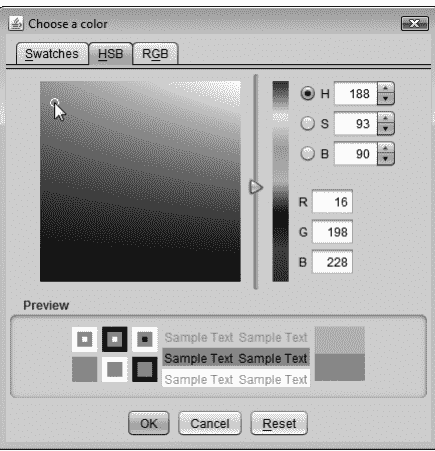 Choose a color
Swatches HSB RGB
H 188
S 93
B 90
R 16
G 198
B 228
Preview
Sample Text Sample Text
Sample Text Sample Text
Sample Text Sample Text
OK Cancel Reset